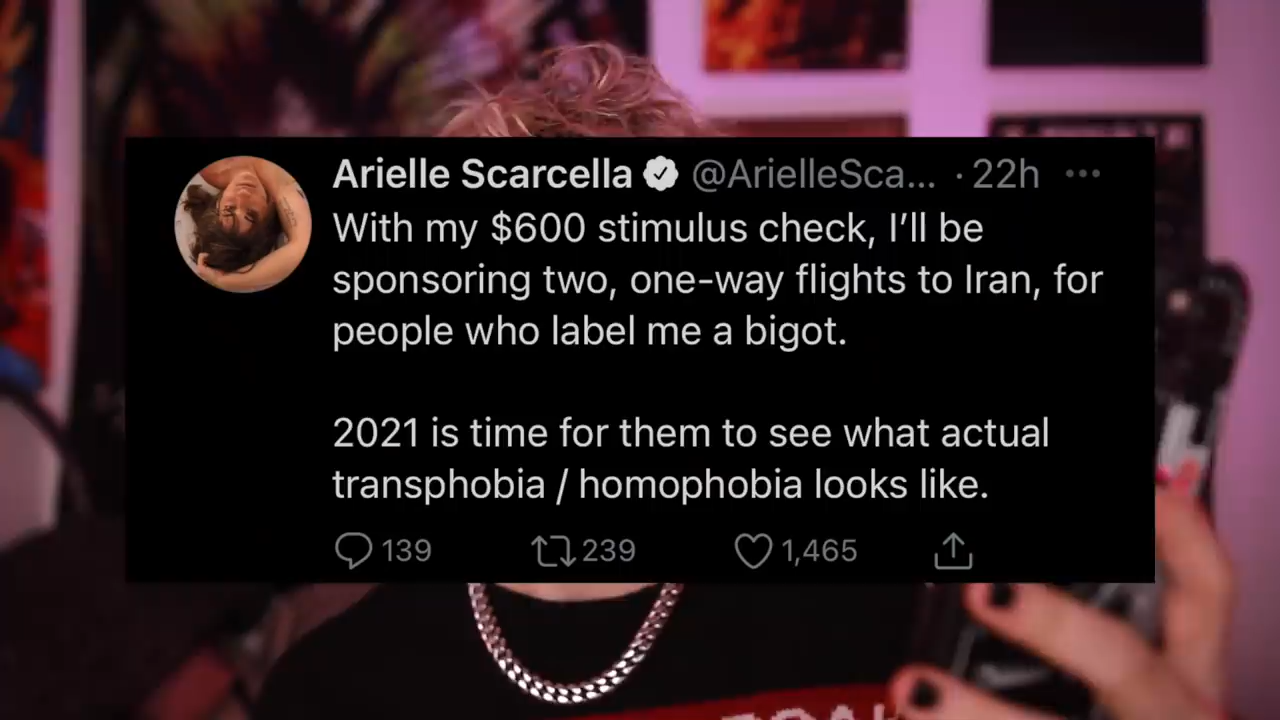 Arielle Scarcella @ArielleSca... · 22h ...
With my $600 stimulus check, I’ll be
sponsoring two, one-way flights to Iran, for
people who label me a bigot.
2021 is time for them to see what actual
transphobia / homophobia looks like.
139 239 1,465